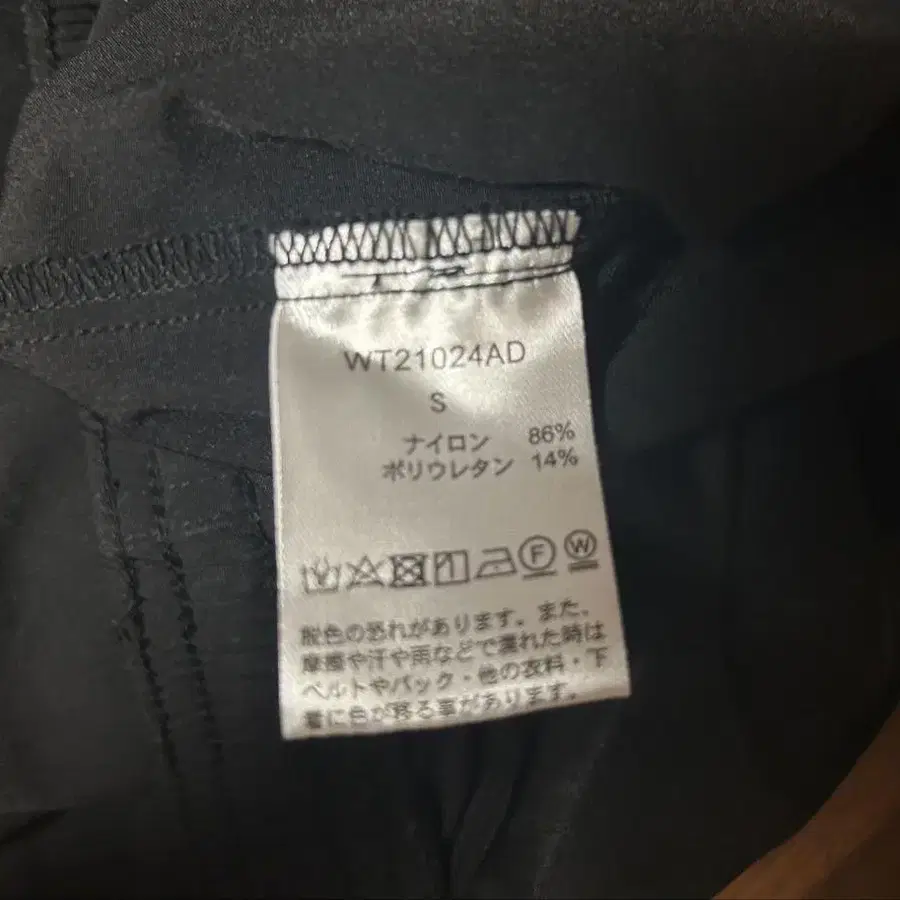 WT21024AD
S
ナイロン 86%
ポリウレタン 14%
F W
脱色の恐れがあります。また、
摩擦や汗や雨などで濡れた時は
ベルトやバック・他の衣料・下
着に色が移る事があります。